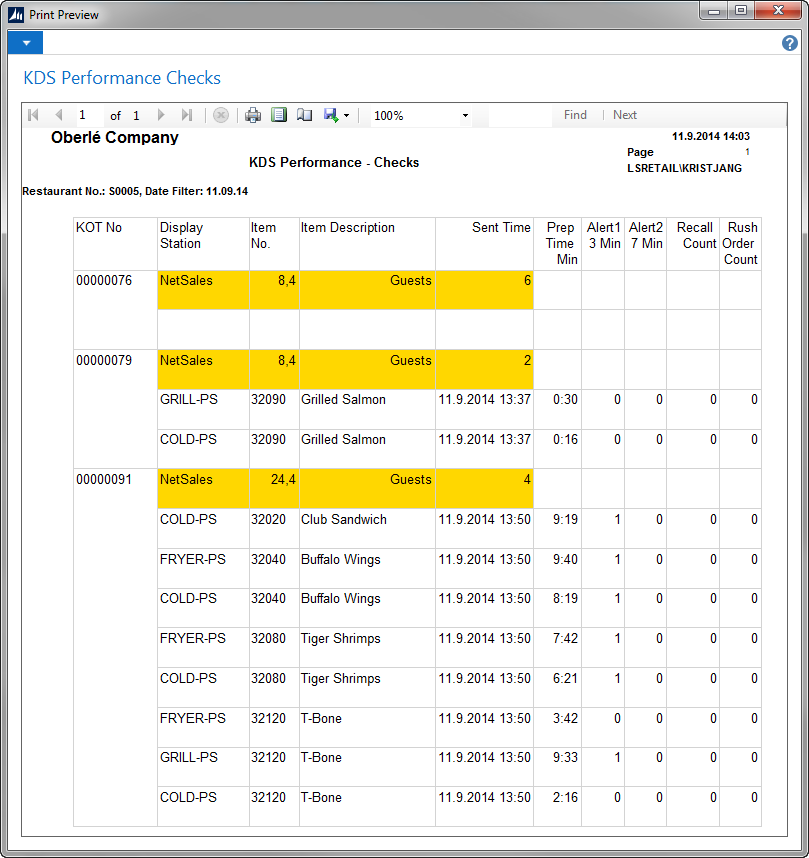 Print Preview
KDS Performance Checks
1 of 1 100% Find Next
Oberlé Company 11.9.2014 14:03
KDS Performance - Checks
Page 1
LSRETAIL\KRISTJANG
Restaurant No.: S0005, Date Filter: 11.09.14
KOT No Display Station Item No. Item Description Sent Time Prep Time Min Alert1 3 Min Alert2 7 Min Recall Count Rush Order Count
00000076 NetSales 8,4 Guests 6
00000079 NetSales 8,4 Guests 2
GRILL-PS 32090 Grilled Salmon 11.9.2014 13:37 0:30 0 0 0 0
COLD-PS 32090 Grilled Salmon 11.9.2014 13:37 0:16 0 0 0 0
00000091 NetSales 24,4 Guests 4
COLD-PS 32020 Club Sandwich 11.9.2014 13:50 9:19 1 0 0 0
FRYER-PS 32040 Buffalo Wings 11.9.2014 13:50 9:40 1 0 0 0
COLD-PS 32040 Buffalo Wings 11.9.2014 13:50 8:19 1 0 0 0
FRYER-PS 32080 Tiger Shrimps 11.9.2014 13:50 7:42 1 0 0 0
COLD-PS 32080 Tiger Shrimps 11.9.2014 13:50 6:21 1 0 0 0
FRYER-PS 32120 T-Bone 11.9.2014 13:50 3:42 0 0 0 0
GRILL-PS 32120 T-Bone 11.9.2014 13:50 9:33 1 0 0 0
COLD-PS 32120 T-Bone 11.9.2014 13:50 2:16 0 0 0 0